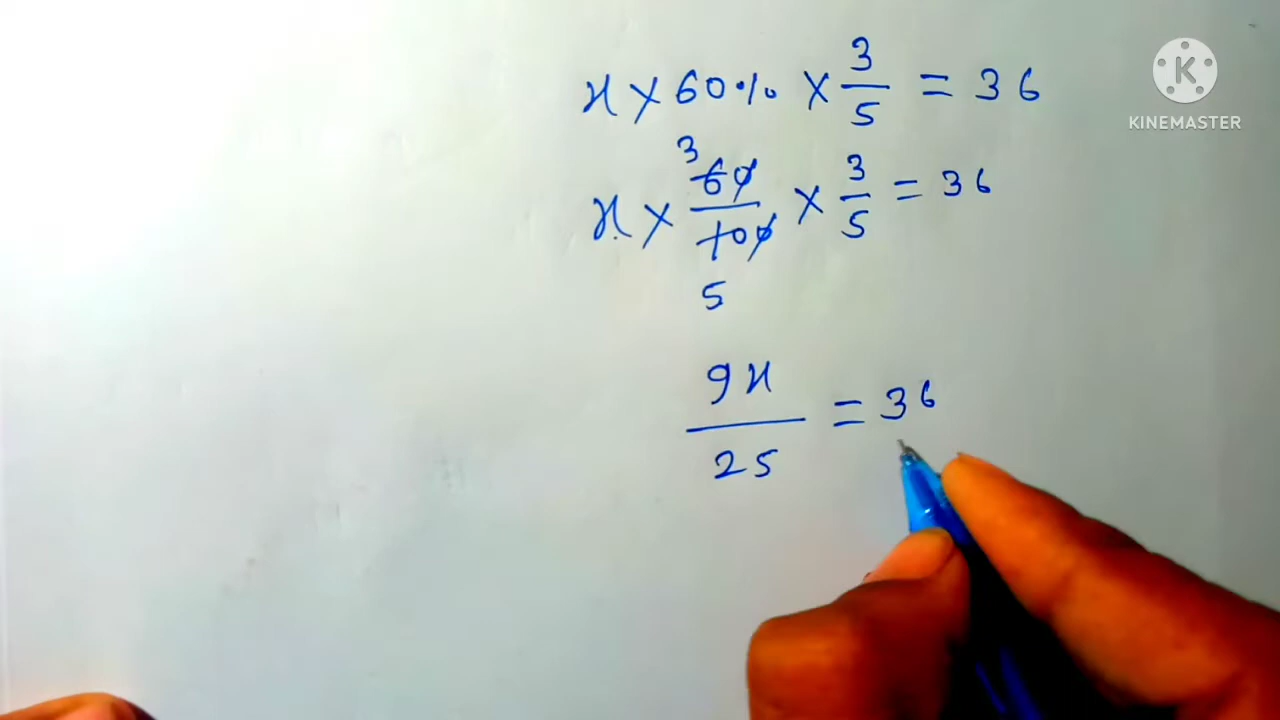 x × 60% × 3/5 = 36
K
KINEMASTER
3
x × 60/100 × 3/5 = 36
5
9x/25 = 36